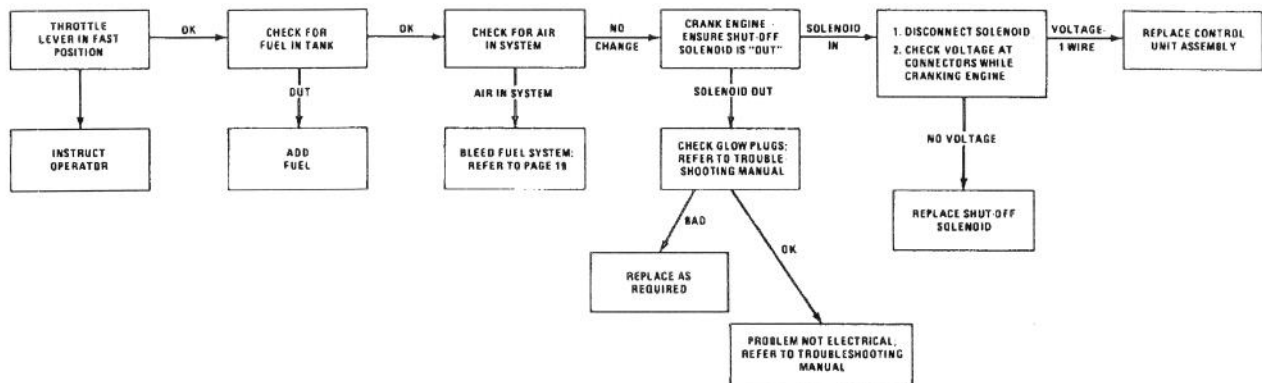 THROTTLE
LEVER IN FAST
POSITION
OK
CHECK FOR
FUEL IN TANK
OK
CHECK FOR AIR
IN SYSTEM
NO
CHANGE
CRANK ENGINE -
ENSURE SHUT-OFF
SOLENOID IS "OUT"
SOLENOID
IN
1. DISCONNECT SOLENOID
2. CHECK VOLTAGE AT
CONNECTORS WHILE
CRANKING ENGINE
VOLTAGE-
1 WIRE
REPLACE CONTROL
UNIT ASSEMBLY
OUT
AIR IN SYSTEM
SOLENOID OUT
NO VOLTAGE
INSTRUCT
OPERATOR
ADD
FUEL
BLEED FUEL SYSTEM;
REFER TO PAGE 19
CHECK GLOW PLUGS;
REFER TO TROUBLE-
SHOOTING MANUAL
REPLACE SHUT-OFF
SOLENOID
BAD
OK
REPLACE AS
REQUIRED
PROBLEM NOT ELECTRICAL;
REFER TO TROUBLESHOOTING
MANUAL